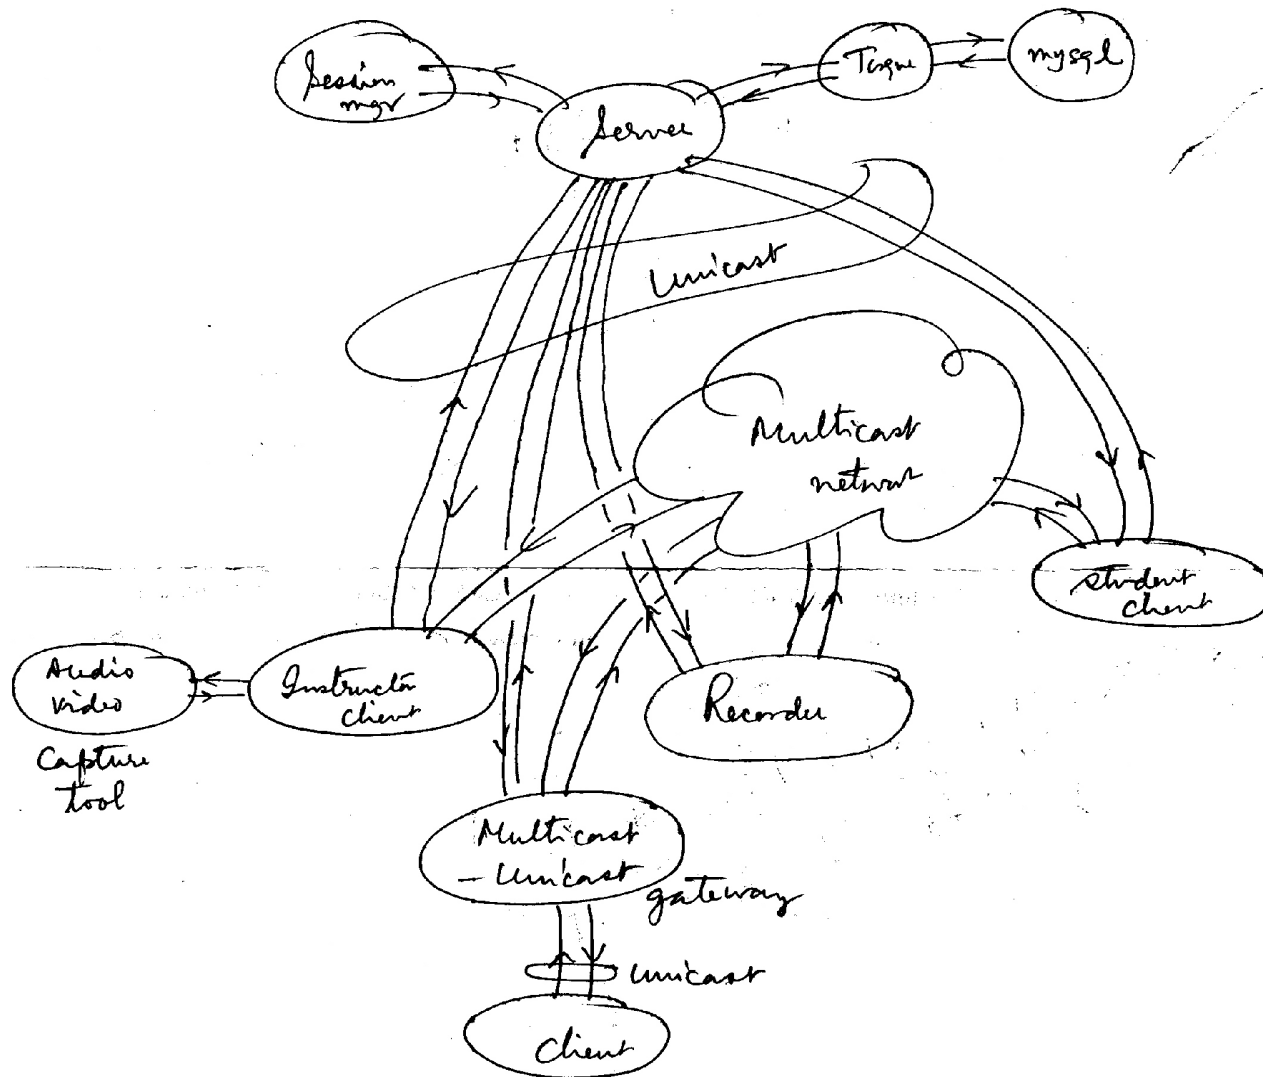 Session
mgr
Server
Torque
mysql
Unicast
Multicast
network
Student
client
Audio
video
Capture
tool
Instructor
client
Recorder
Multicast
- Unicast
gateway
unicast
Client